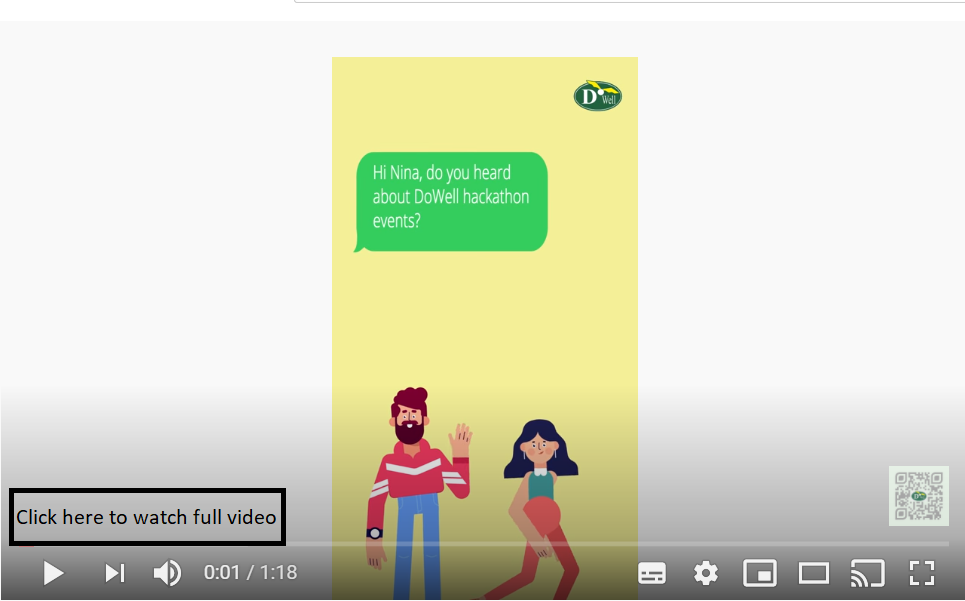 D Well
Hi Nina, do you heard
about DoWell hackathon
events?
Click here to watch full video
0:01 / 1:18